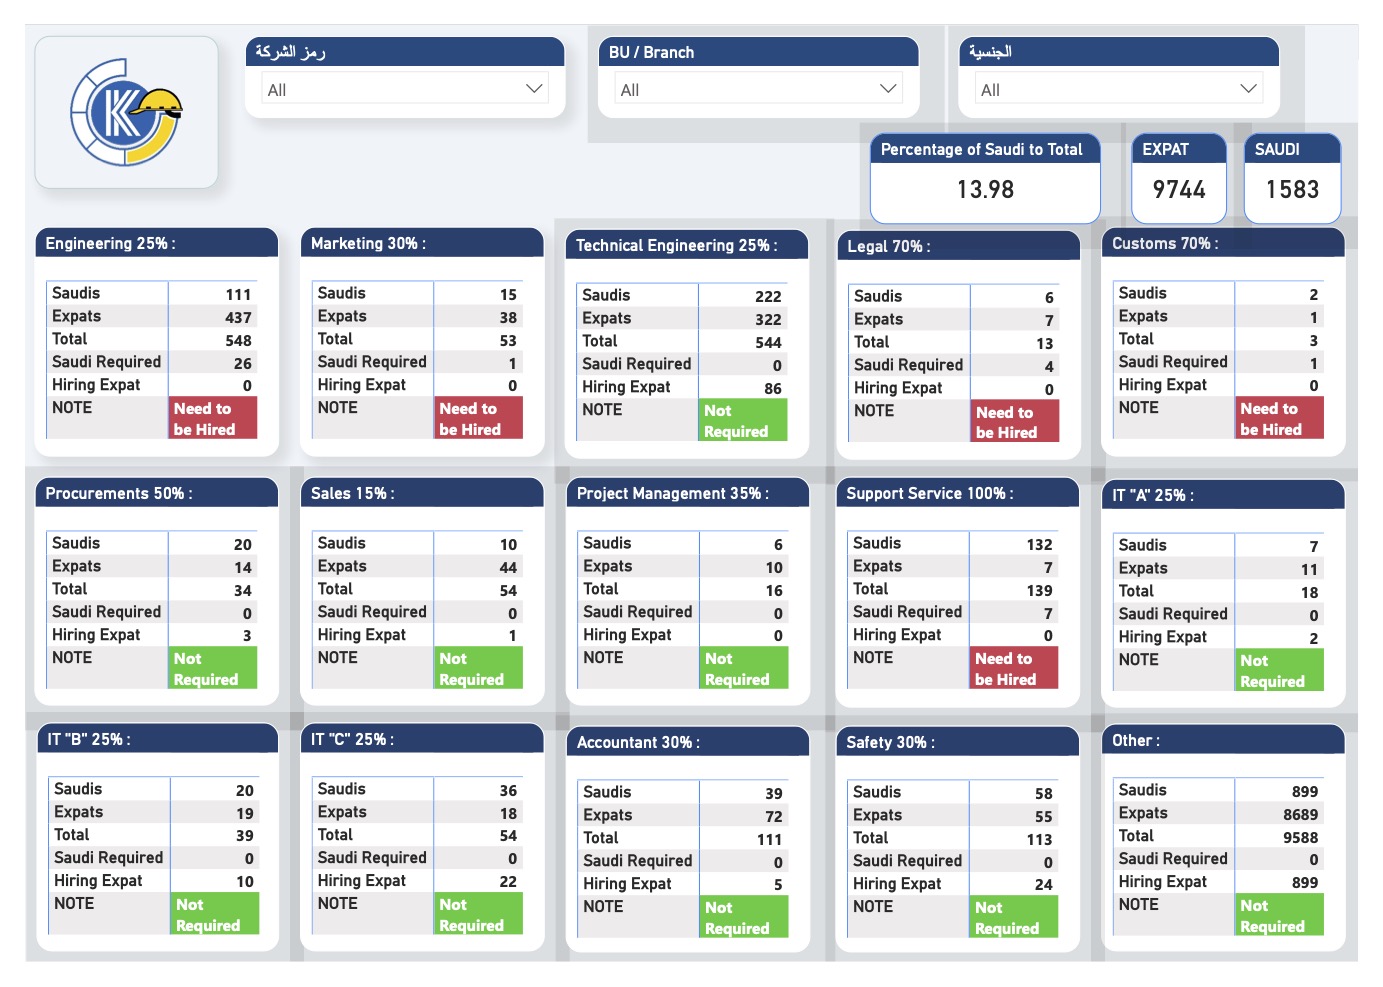 رمز الشركة
All
BU / Branch
All
الجنسية
All
K
Percentage of Saudi to Total
13.98
EXPAT
9744
SAUDI
1583
Engineering 25% :
Saudis 111
Expats 437
Total 548
Saudi Required 26
Hiring Expat 0
NOTE Need to
be Hired
Marketing 30% :
Saudis 15
Expats 38
Total 53
Saudi Required 1
Hiring Expat 0
NOTE Need to
be Hired
Technical Engineering 25% :
Saudis 222
Expats 322
Total 544
Saudi Required 0
Hiring Expat 86
NOTE Not
Required
Legal 70% :
Saudis 6
Expats 7
Total 13
Saudi Required 4
Hiring Expat 0
NOTE Need to
be Hired
Customs 70% :
Saudis 2
Expats 1
Total 3
Saudi Required 1
Hiring Expat 0
NOTE Need to
be Hired
Procurements 50% :
Saudis 20
Expats 14
Total 34
Saudi Required 0
Hiring Expat 3
NOTE Not
Required
Sales 15% :
Saudis 10
Expats 44
Total 54
Saudi Required 0
Hiring Expat 1
NOTE Not
Required
Project Management 35% :
Saudis 6
Expats 10
Total 16
Saudi Required 0
Hiring Expat 0
NOTE Not
Required
Support Service 100% :
Saudis 132
Expats 7
Total 139
Saudi Required 7
Hiring Expat 0
NOTE Need to
be Hired
IT "A" 25% :
Saudis 7
Expats 11
Total 18
Saudi Required 0
Hiring Expat 2
NOTE Not
Required
IT "B" 25% :
Saudis 20
Expats 19
Total 39
Saudi Required 0
Hiring Expat 10
NOTE Not
Required
IT "C" 25% :
Saudis 36
Expats 18
Total 54
Saudi Required 0
Hiring Expat 22
NOTE Not
Required
Accountant 30% :
Saudis 39
Expats 72
Total 111
Saudi Required 0
Hiring Expat 5
NOTE Not
Required
Safety 30% :
Saudis 58
Expats 55
Total 113
Saudi Required 0
Hiring Expat 24
NOTE Not
Required
Other :
Saudis 899
Expats 8689
Total 9588
Saudi Required 0
Hiring Expat 899
NOTE Not
Required